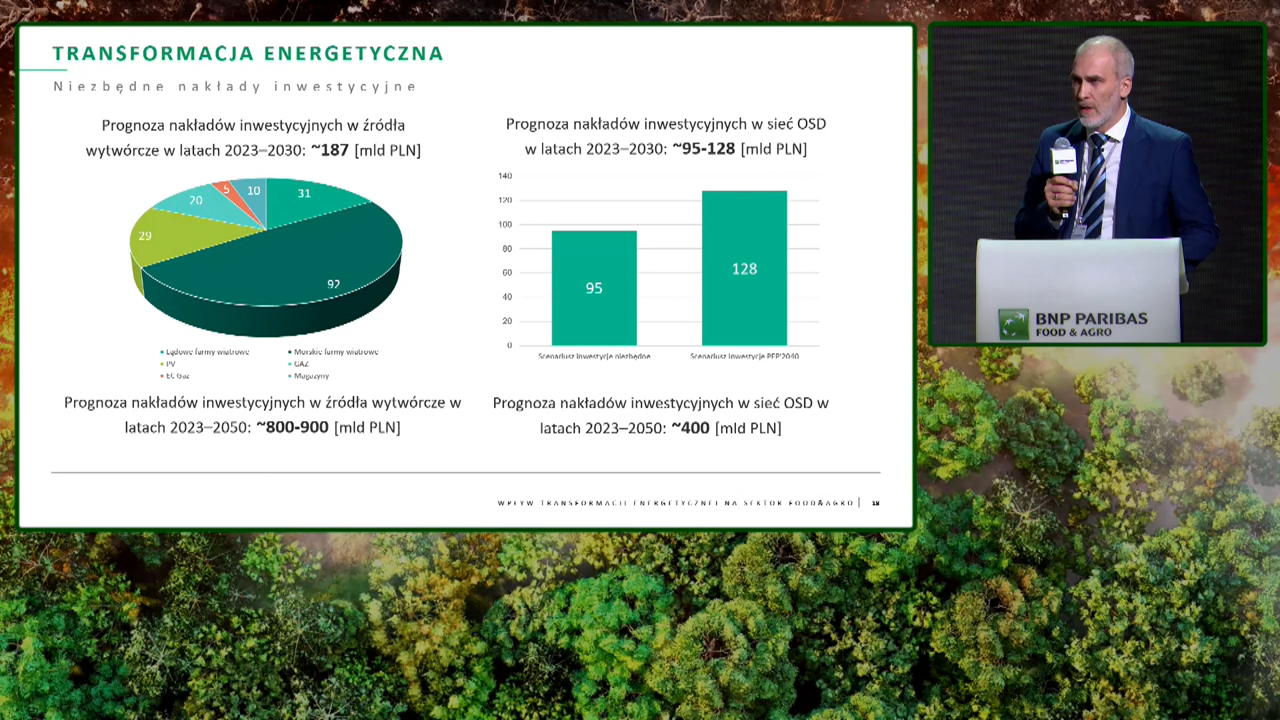 TRANSFORMACJA ENERGETYCZNA
Niezbędne nakłady inwestycyjne
Prognoza nakładów inwestycyjnych w źródła
wytwórcze w latach 2023–2030: ~187 [mld PLN]
31
92
29
20
5
10
Lądowe farmy wiatrowe
Morskie farmy wiatrowe
PV
GAZ
EC Gaz
Magazyny
Prognoza nakładów inwestycyjnych w sieć OSD
w latach 2023–2030: ~95-128 [mld PLN]
140
120
100
80
60
40
20
0
95
128
Scenariusz inwestycje niezbędne
Scenariusz inwestycje PEP'2040
Prognoza nakładów inwestycyjnych w źródła wytwórcze w
latach 2023–2050: ~800-900 [mld PLN]
Prognoza nakładów inwestycyjnych w sieć OSD w
latach 2023–2050: ~400 [mld PLN]
WPŁYW TRANSFORMACJI ENERGETYCZNEJ NA SEKTOR FOOD&AGRO | 18
BNP PARIBAS
FOOD & AGRO